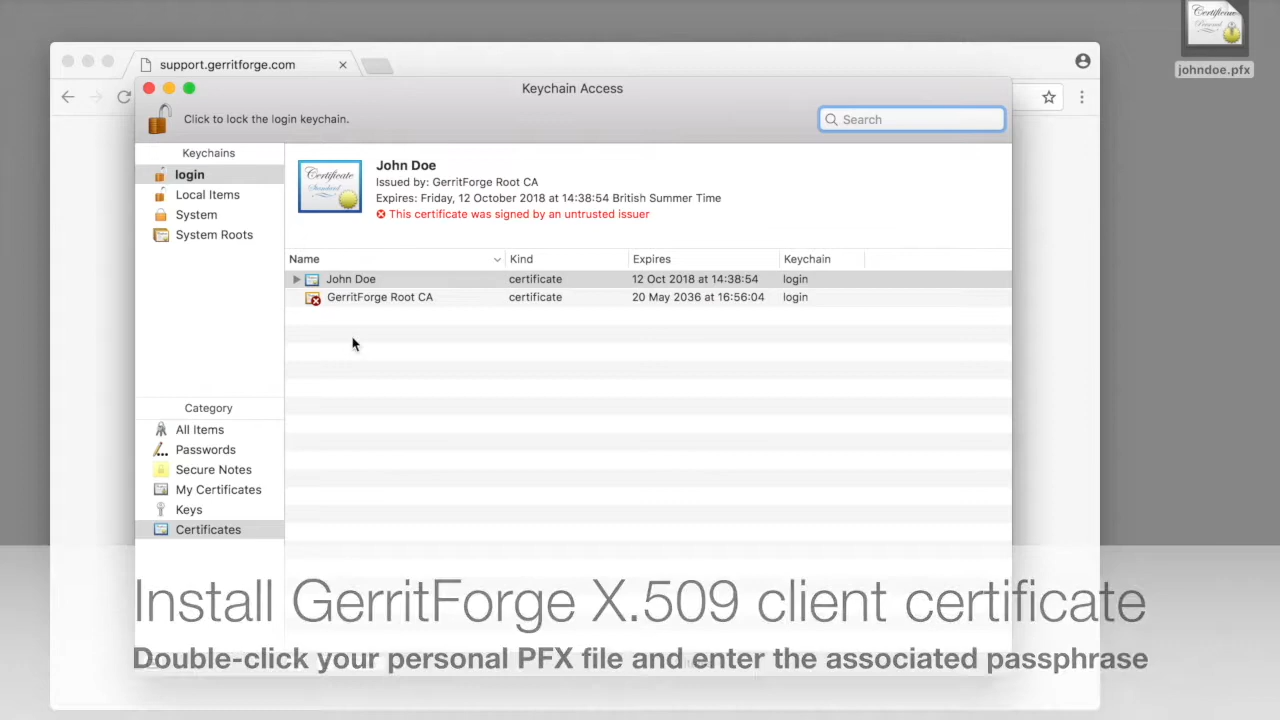 support.gerritforge.com
johndoe.pfx
Keychain Access
Click to lock the login keychain.
Search
Keychains
login
Local Items
System
System Roots
Certificate
Standard
John Doe
Issued by: GerritForge Root CA
Expires: Friday, 12 October 2018 at 14:38:54 British Summer Time
This certificate was signed by an untrusted issuer
Name Kind Expires Keychain
John Doe certificate 12 Oct 2018 at 14:38:54 login
GerritForge Root CA certificate 20 May 2036 at 16:56:04 login
Category
All Items
Passwords
Secure Notes
My Certificates
Keys
Certificates
Install GerritForge X.509 client certificate
Double-click your personal PFX file and enter the associated passphrase
Certificate
Personal